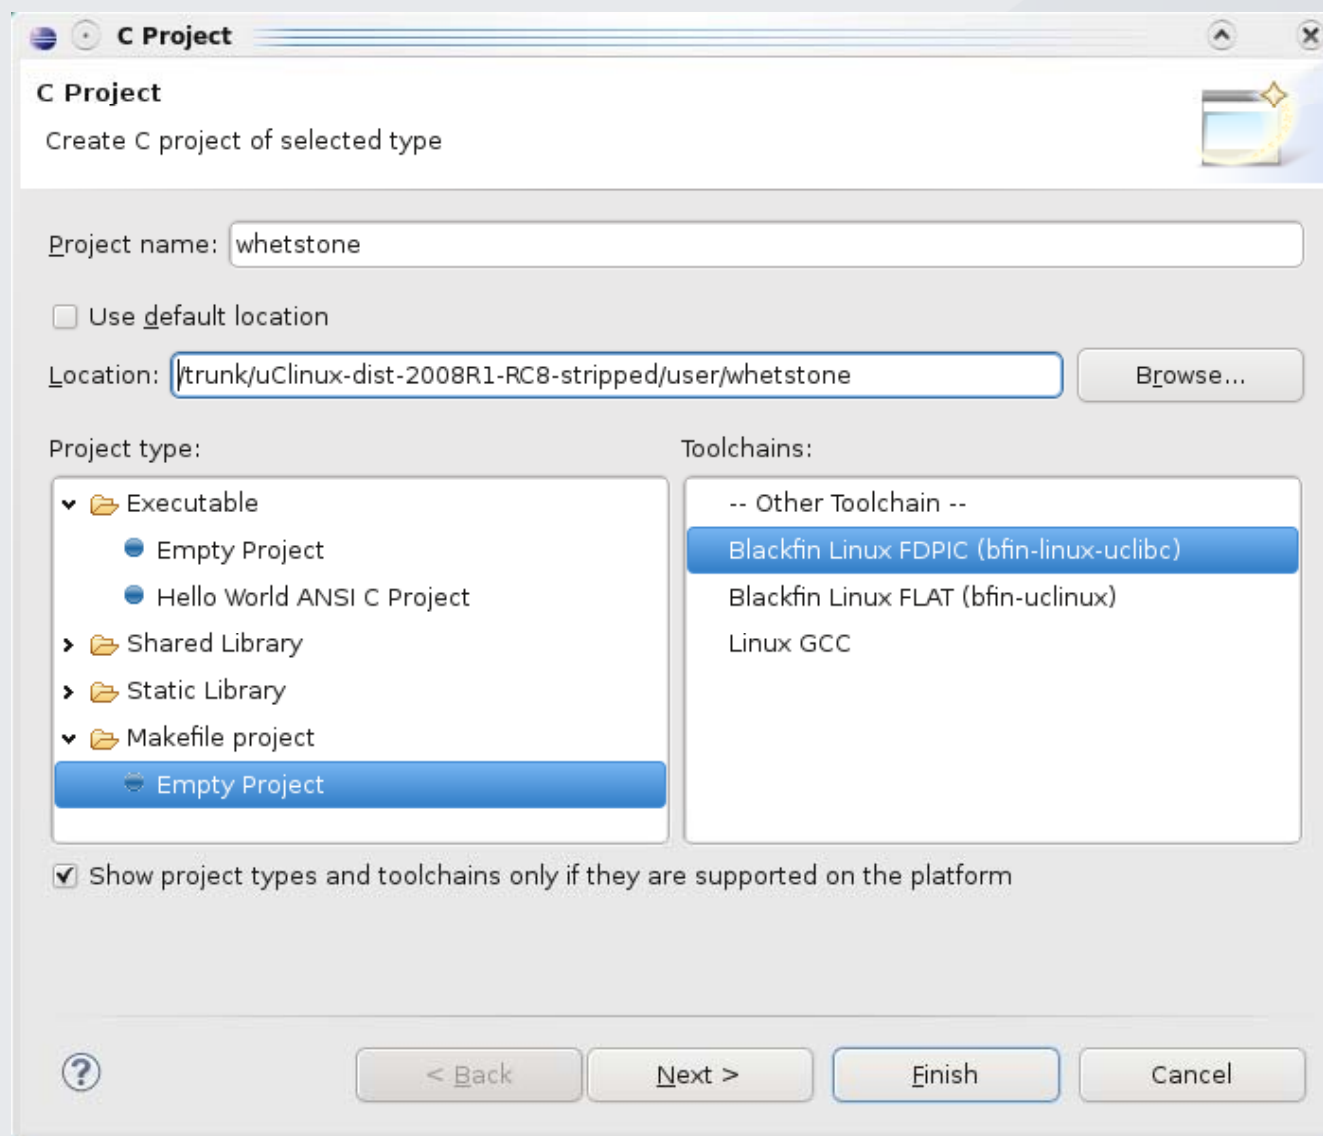 C Project
C Project
Create C project of selected type
Project name: whetstone
Use default location
Location: /trunk/uClinux-dist-2008R1-RC8-stripped/user/whetstone Browse...
Project type: Toolchains:
Executable -- Other Toolchain --
Empty Project Blackfin Linux FDPIC (bfin-linux-uclibc)
Hello World ANSI C Project Blackfin Linux FLAT (bfin-uclinux)
Shared Library Linux GCC
Static Library
Makefile project
Empty Project
Show project types and toolchains only if they are supported on the platform
? < Back Next > Finish Cancel